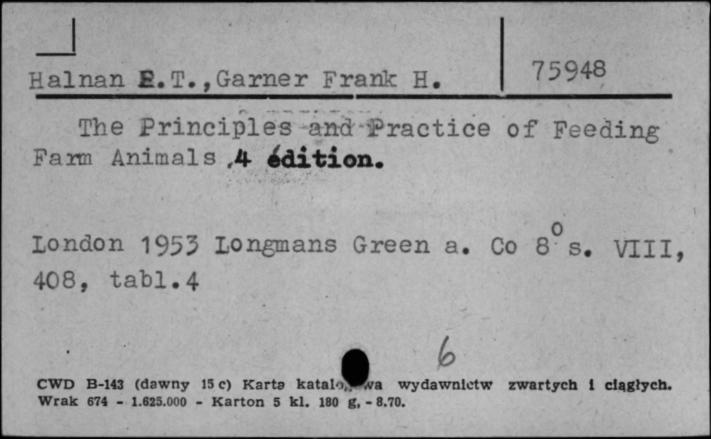 Halnan E.T.,Garner Frank H.
75948
The Principles and Practice of Feeding
Farm Animals ,4 édition.
London 1953 Longmans Green a. Co 8° s. VIII,
408, tabl.4
6
CWD B-143 (dawny 15 c) Karta katalogowa wydawnictw zwartych i ciągłych.
Wrak 674 - 1.625.000 - Karton 5 kl. 180 g, - 8.70.